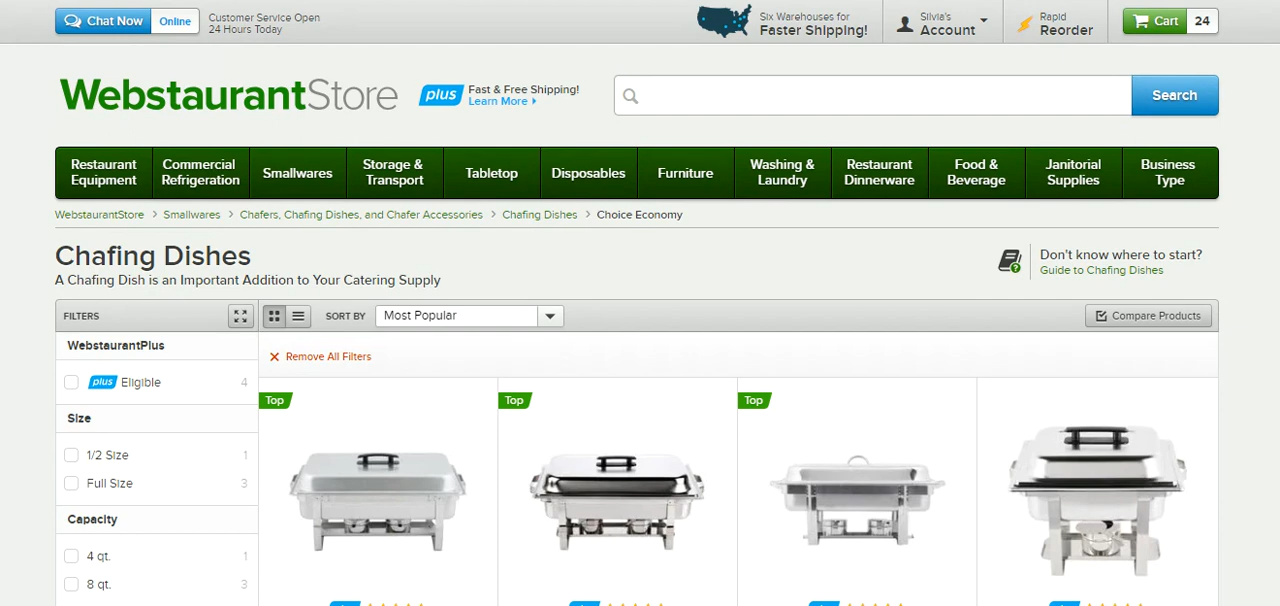 Chat Now
Online
Customer Service Open
24 Hours Today
Six Warehouses for
Faster Shipping!
Silvia's
Account
Rapid
Reorder
Cart
24
WebstaurantStore
plus
Fast & Free Shipping!
Learn More
Search
Restaurant
Equipment
Commercial
Refrigeration
Smallwares
Storage &
Transport
Tabletop
Disposables
Furniture
Washing &
Laundry
Restaurant
Dinnerware
Food &
Beverage
Janitorial
Supplies
Business
Type
WebstaurantStore > Smallwares > Chafers, Chafing Dishes, and Chafer Accessories > Chafing Dishes > Choice Economy
Chafing Dishes
A Chafing Dish is an Important Addition to Your Catering Supply
Don't know where to start?
Guide to Chafing Dishes
FILTERS
SORT BY
Most Popular
Compare Products
WebstaurantPlus
plus Eligible 4
Size
1/2 Size 1
Full Size 3
Capacity
4 qt. 1
8 qt. 3
Remove All Filters
Top
Top
Top